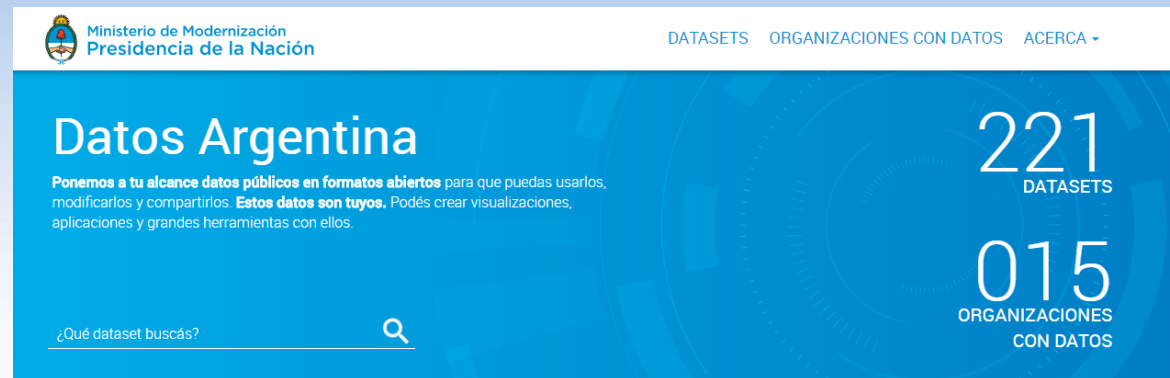 Ministerio de Modernización
Presidencia de la Nación
DATASETS ORGANIZACIONES CON DATOS ACERCA
Datos Argentina
Ponemos a tu alcance datos públicos en formatos abiertos para que puedas usarlos,
modificarlos y compartirlos. Estos datos son tuyos. Podés crear visualizaciones,
aplicaciones y grandes herramientas con ellos.
¿Qué dataset buscás?
221
DATASETS
015
ORGANIZACIONES
CON DATOS